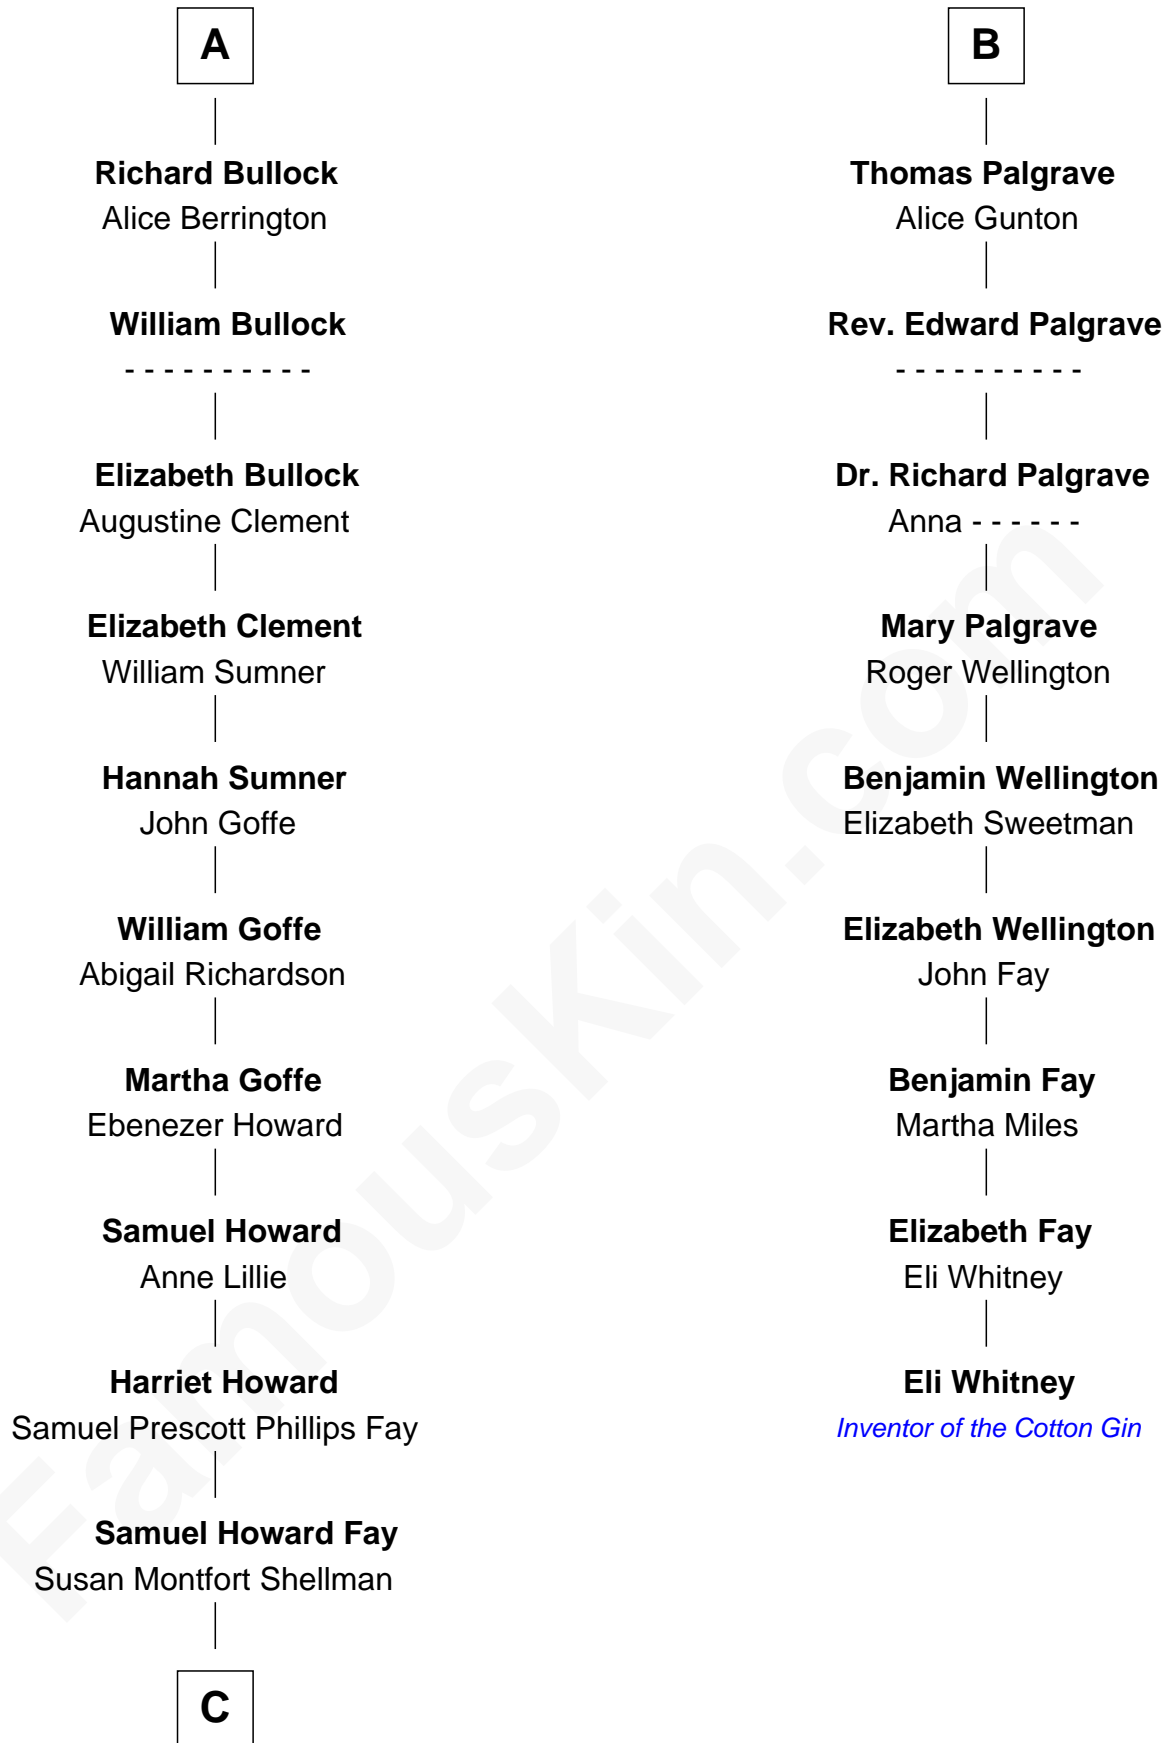 A
Richard Bullock
Alice Berrington
William Bullock
- - - - - - - - - -
Elizabeth Bullock
Augustine Clement
Elizabeth Clement
William Sumner
Hannah Sumner
John Goffe
William Goffe
Abigail Richardson
Martha Goffe
Ebenezer Howard
Samuel Howard
Anne Lillie
Harriet Howard
Samuel Prescott Phillips Fay
Samuel Howard Fay
Susan Montfort Shellman
C
B
Thomas Palgrave
Alice Gunton
Rev. Edward Palgrave
- - - - - - - - - -
Dr. Richard Palgrave
Anna - - - - - -
Mary Palgrave
Roger Wellington
Benjamin Wellington
Elizabeth Sweetman
Elizabeth Wellington
John Fay
Benjamin Fay
Martha Miles
Elizabeth Fay
Eli Whitney
Eli Whitney
Inventor of the Cotton Gin
FamousKin.com